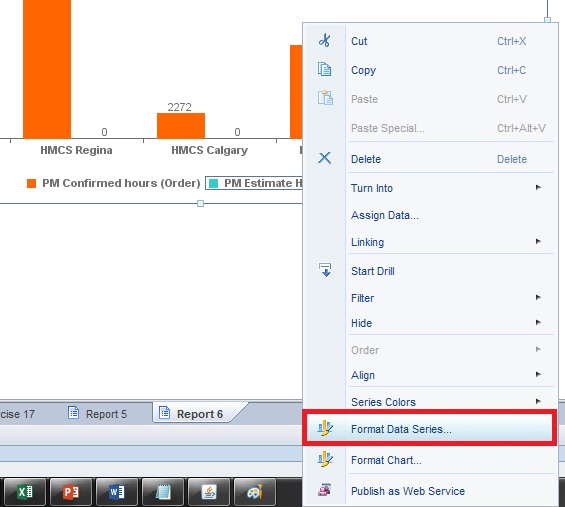 2272
0
0
HMCS Regina
HMCS Calgary
PM Confirmed hours (Order)
PM Estimate H
cise 17
Report 5
Report 6
Cut Ctrl+X
Copy Ctrl+C
Paste Ctrl+V
Paste Special... Ctrl+Alt+V
Delete Delete
Turn Into
Assign Data...
Linking
Start Drill
Filter
Hide
Order
Align
Series Colors
Format Data Series...
Format Chart...
Publish as Web Service